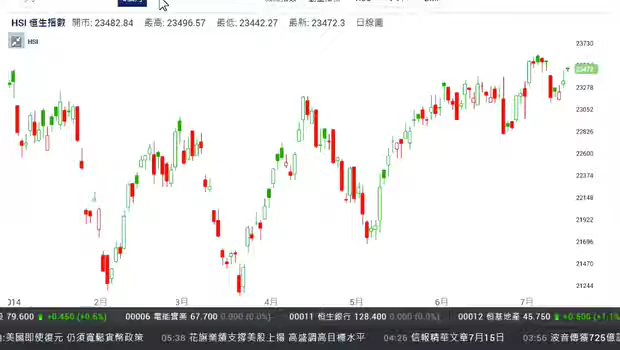 HSI 恒生指數 開市: 23482.84 最高: 23496.57 最低: 23442.27 最新: 23472.3 日線圖
HSI
23730
23472
23278
23052
22826
22600
22374
22148
21922
21696
21470
21244
2014 2月 3月 4月 5月 6月 7月
79.600 +0.450 (+0.6%) 00006 電能實業 67.700 0.000 (0.0%) 00011 恒生銀行 128.400 0.000 (0.0%) 00012 恒基地產 45.750 +0.500 (+1.1%
:美國即使復元 仍須寬鬆貨幣政策 05:38 花旗業績支撐美股上揚 高盛調高目標水平 04:26 信報精華文章7月15日 03:56 波音傳獲725億